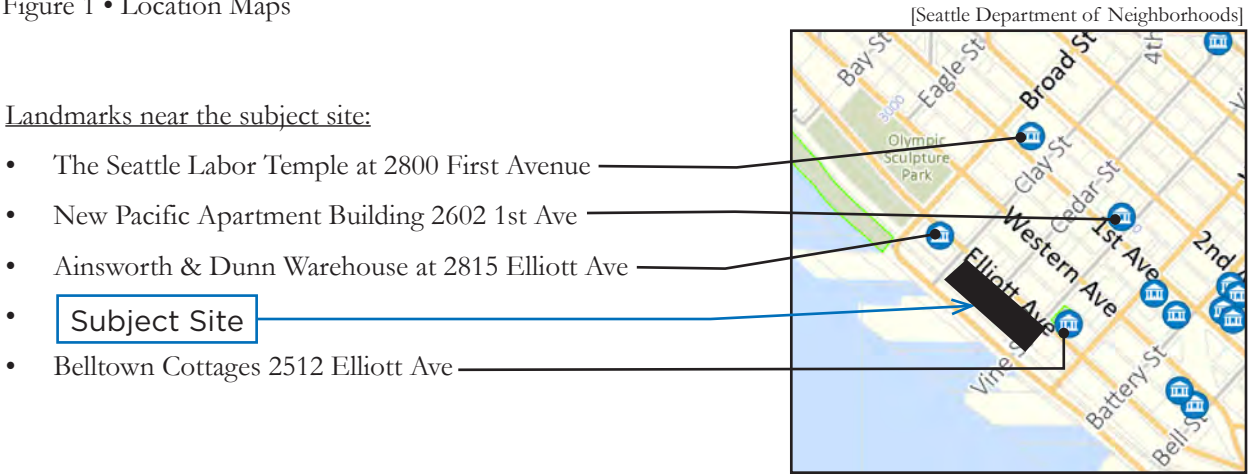 Figure 1 • Location Maps
[Seattle Department of Neighborhoods]
Landmarks near the subject site:
• The Seattle Labor Temple at 2800 First Avenue
• New Pacific Apartment Building 2602 1st Ave
• Ainsworth & Dunn Warehouse at 2815 Elliott Ave
• Subject Site
• Belltown Cottages 2512 Elliott Ave
Bay-St
Eagle-St
Broad St
4th
3000
Olympic
Sculpture
Park
Clay-St
Cedar-St
Western Ave
1st Ave
2nd
Elliott Ave
Vine
Battery-St
Bell-St